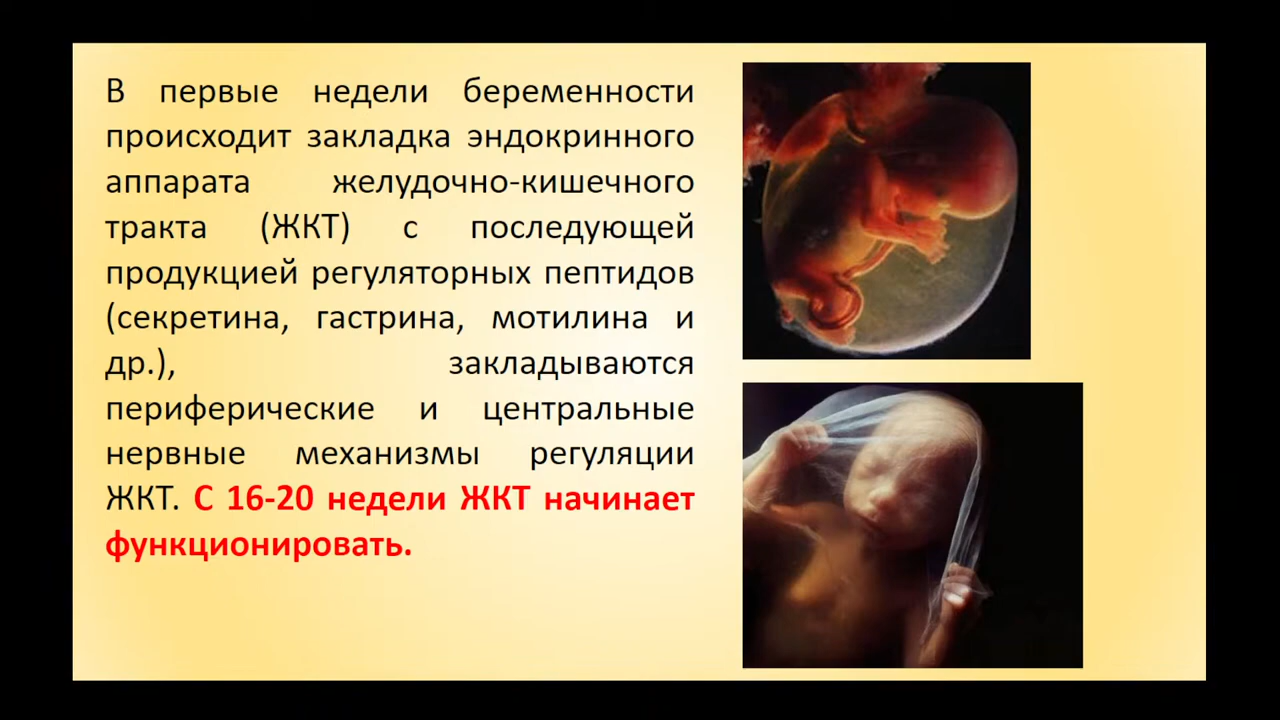 В первые недели беременности
происходит закладка эндокринного
аппарата желудочно-кишечного
тракта (ЖКТ) с последующей
продукцией регуляторных пептидов
(секретина, гастрина, мотилина и
др.), закладываются
периферические и центральные
нервные механизмы регуляции
ЖКТ. С 16-20 недели ЖКТ начинает
функционировать.